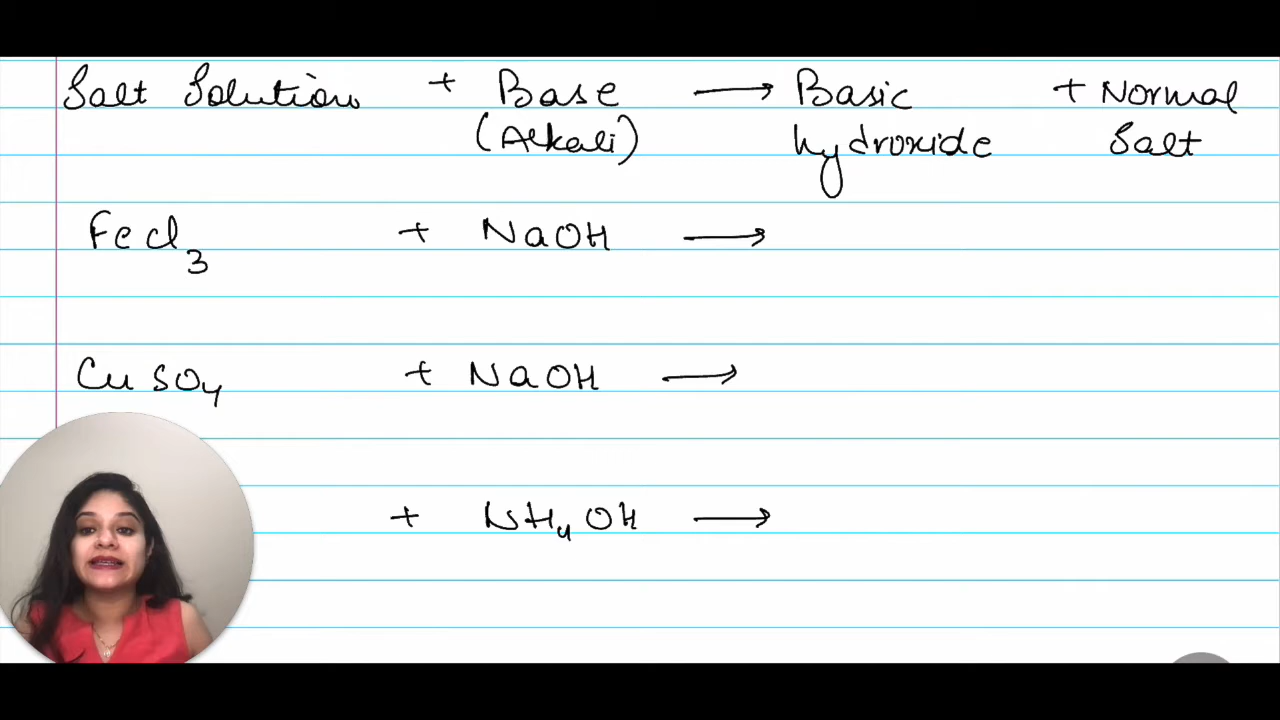 Salt Solution + Base → Basic + Normal
(Alkali) hydroxide Salt
FeCl3 + NaOH →
CuSO4 + NaOH →
+ NH4OH →